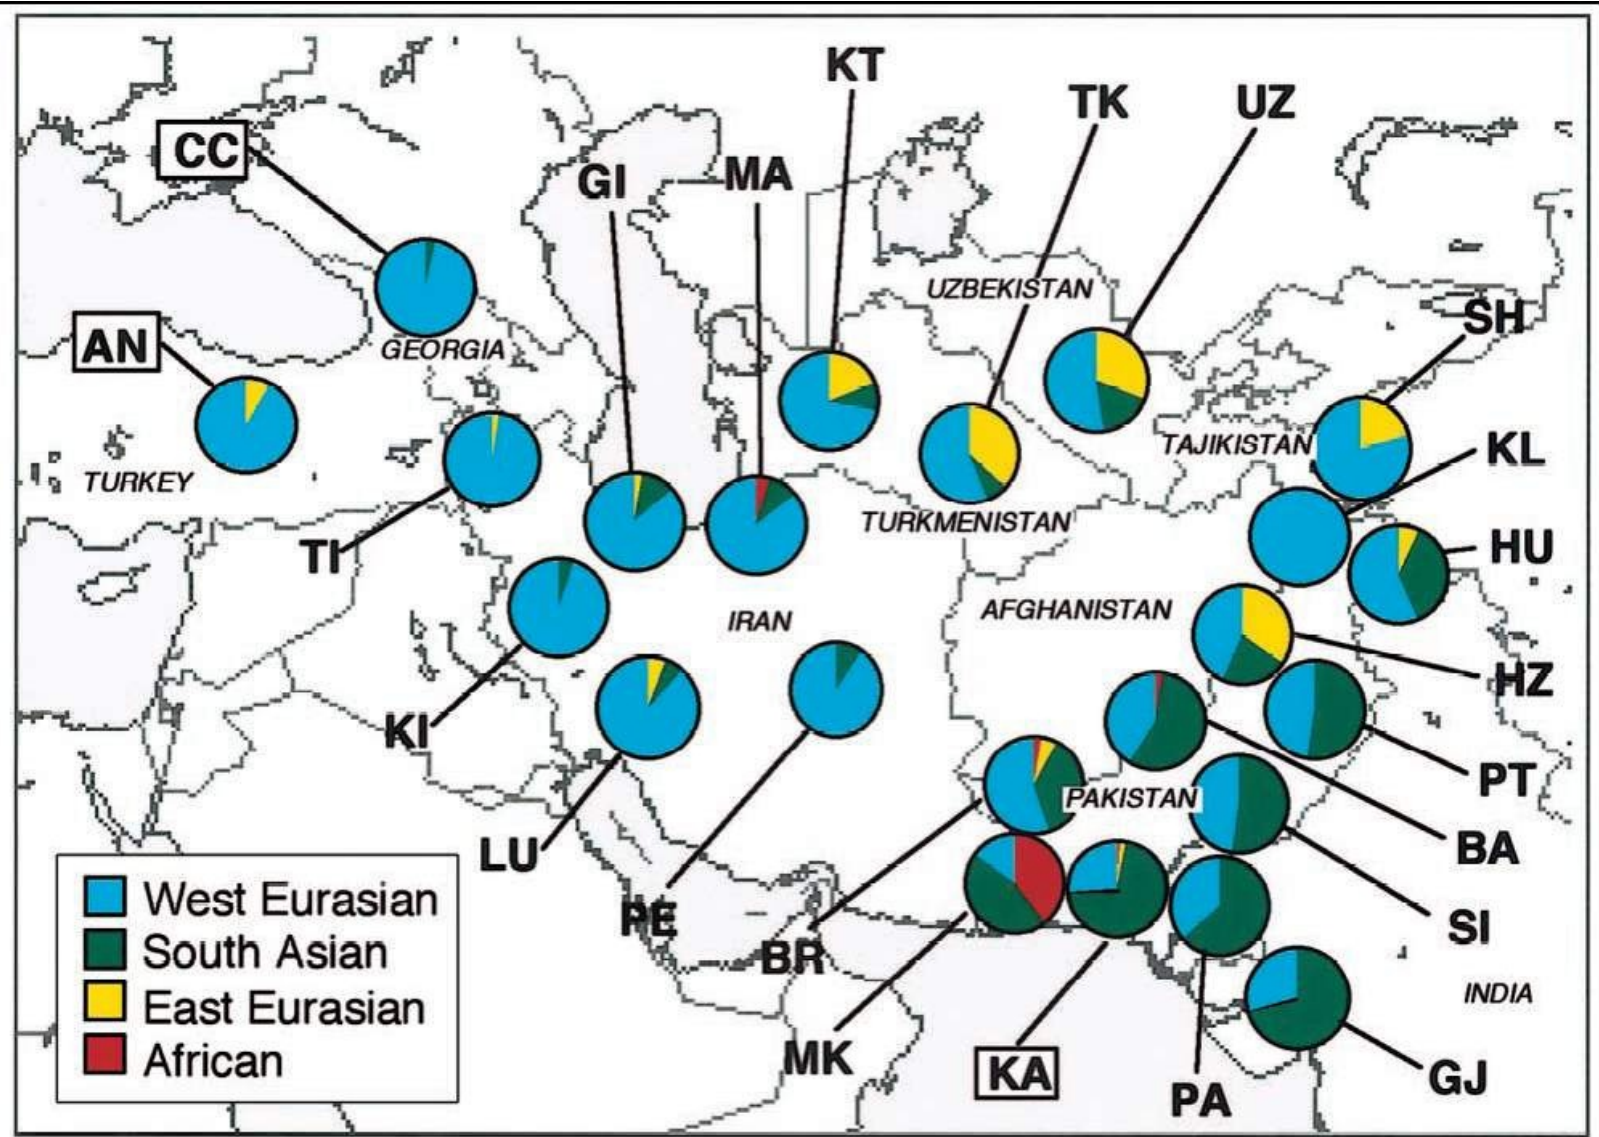 KT
TK
UZ
CC
GI
MA
UZBEKISTAN
SH
AN
GEORGIA
TAJIKISTAN
KL
TURKEY
TURKMENISTAN
TI
HU
AFGHANISTAN
IRAN
HZ
KI
PT
PAKISTAN
LU
BA
West Eurasian
PE
SI
South Asian
BR
East Eurasian
INDIA
African
MK
KA
GJ
PA